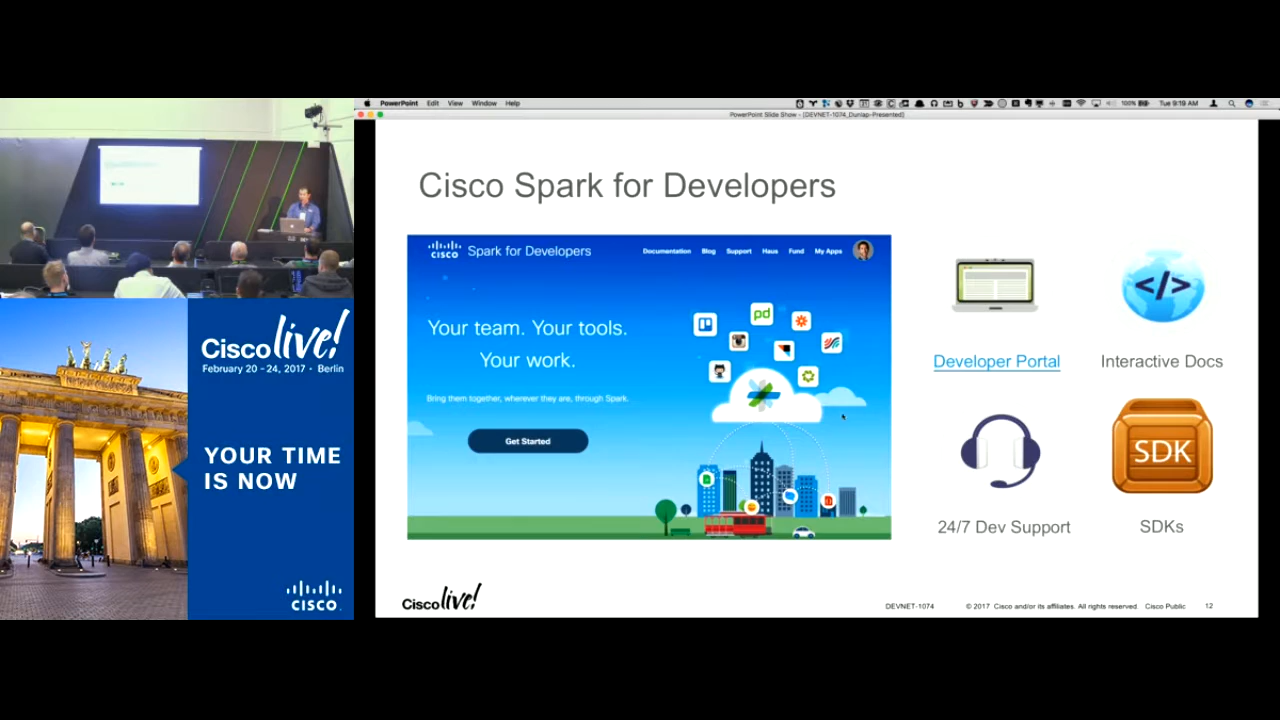 PowerPoint Edit View Window Help
100% Tue 9:19 AM
PowerPoint Slide Show - [DEVNET-1074_Dunlap-Presented]
Cisco Spark for Developers
CISCO Spark for Developers
Documentation Blog Support Haus Fund My Apps
Your team. Your tools.
Your work.
Bring them together, wherever they are, through Spark.
Get Started
pd
</>
Developer Portal
Interactive Docs
SDK
24/7 Dev Support
SDKs
Cisco live!
DEVNET-1074
© 2017 Cisco and/or its affiliates. All rights reserved. Cisco Public
12
Cisco live!
February 20 - 24, 2017 • Berlin
YOUR TIME
IS NOW
CISCO